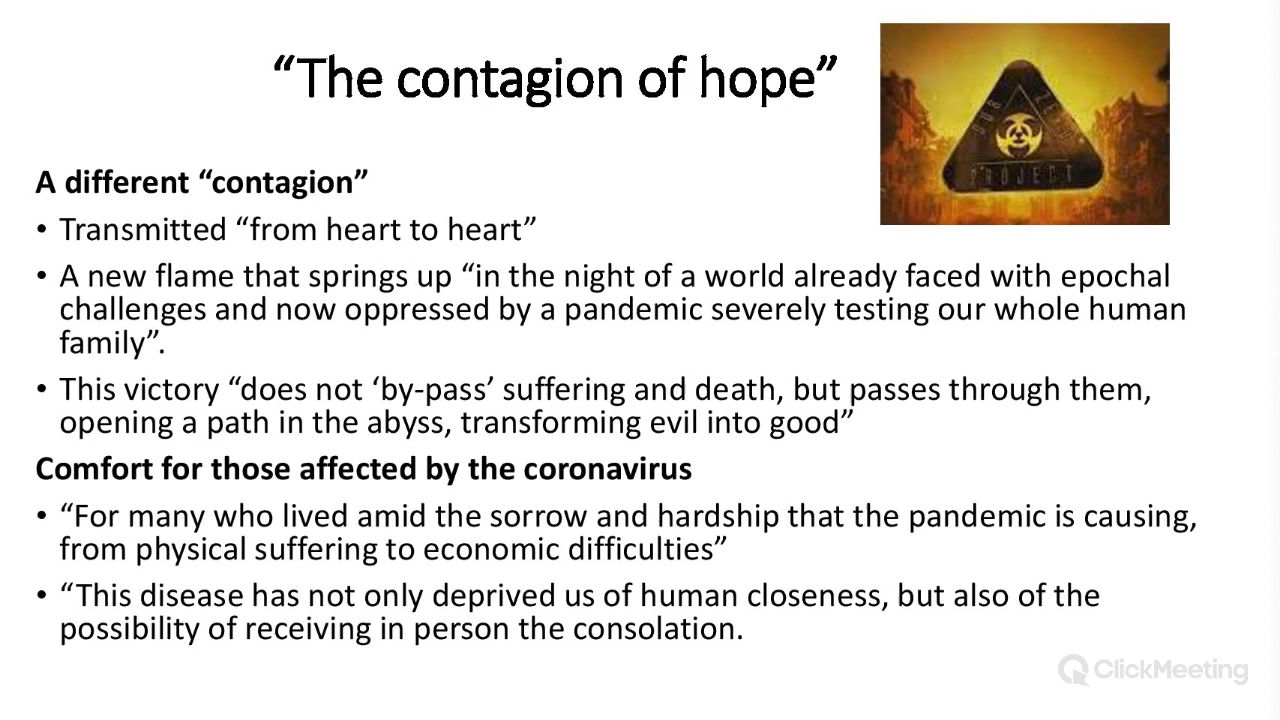 “The contagion of hope”
SUB ZERO
PROJECT
A different “contagion”
• Transmitted “from heart to heart”
• A new flame that springs up “in the night of a world already faced with epochal
challenges and now oppressed by a pandemic severely testing our whole human
family”.
• This victory “does not ‘by-pass’ suffering and death, but passes through them,
opening a path in the abyss, transforming evil into good”
Comfort for those affected by the coronavirus
• “For many who lived amid the sorrow and hardship that the pandemic is causing,
from physical suffering to economic difficulties”
• “This disease has not only deprived us of human closeness, but also of the
possibility of receiving in person the consolation.
ClickMeeting